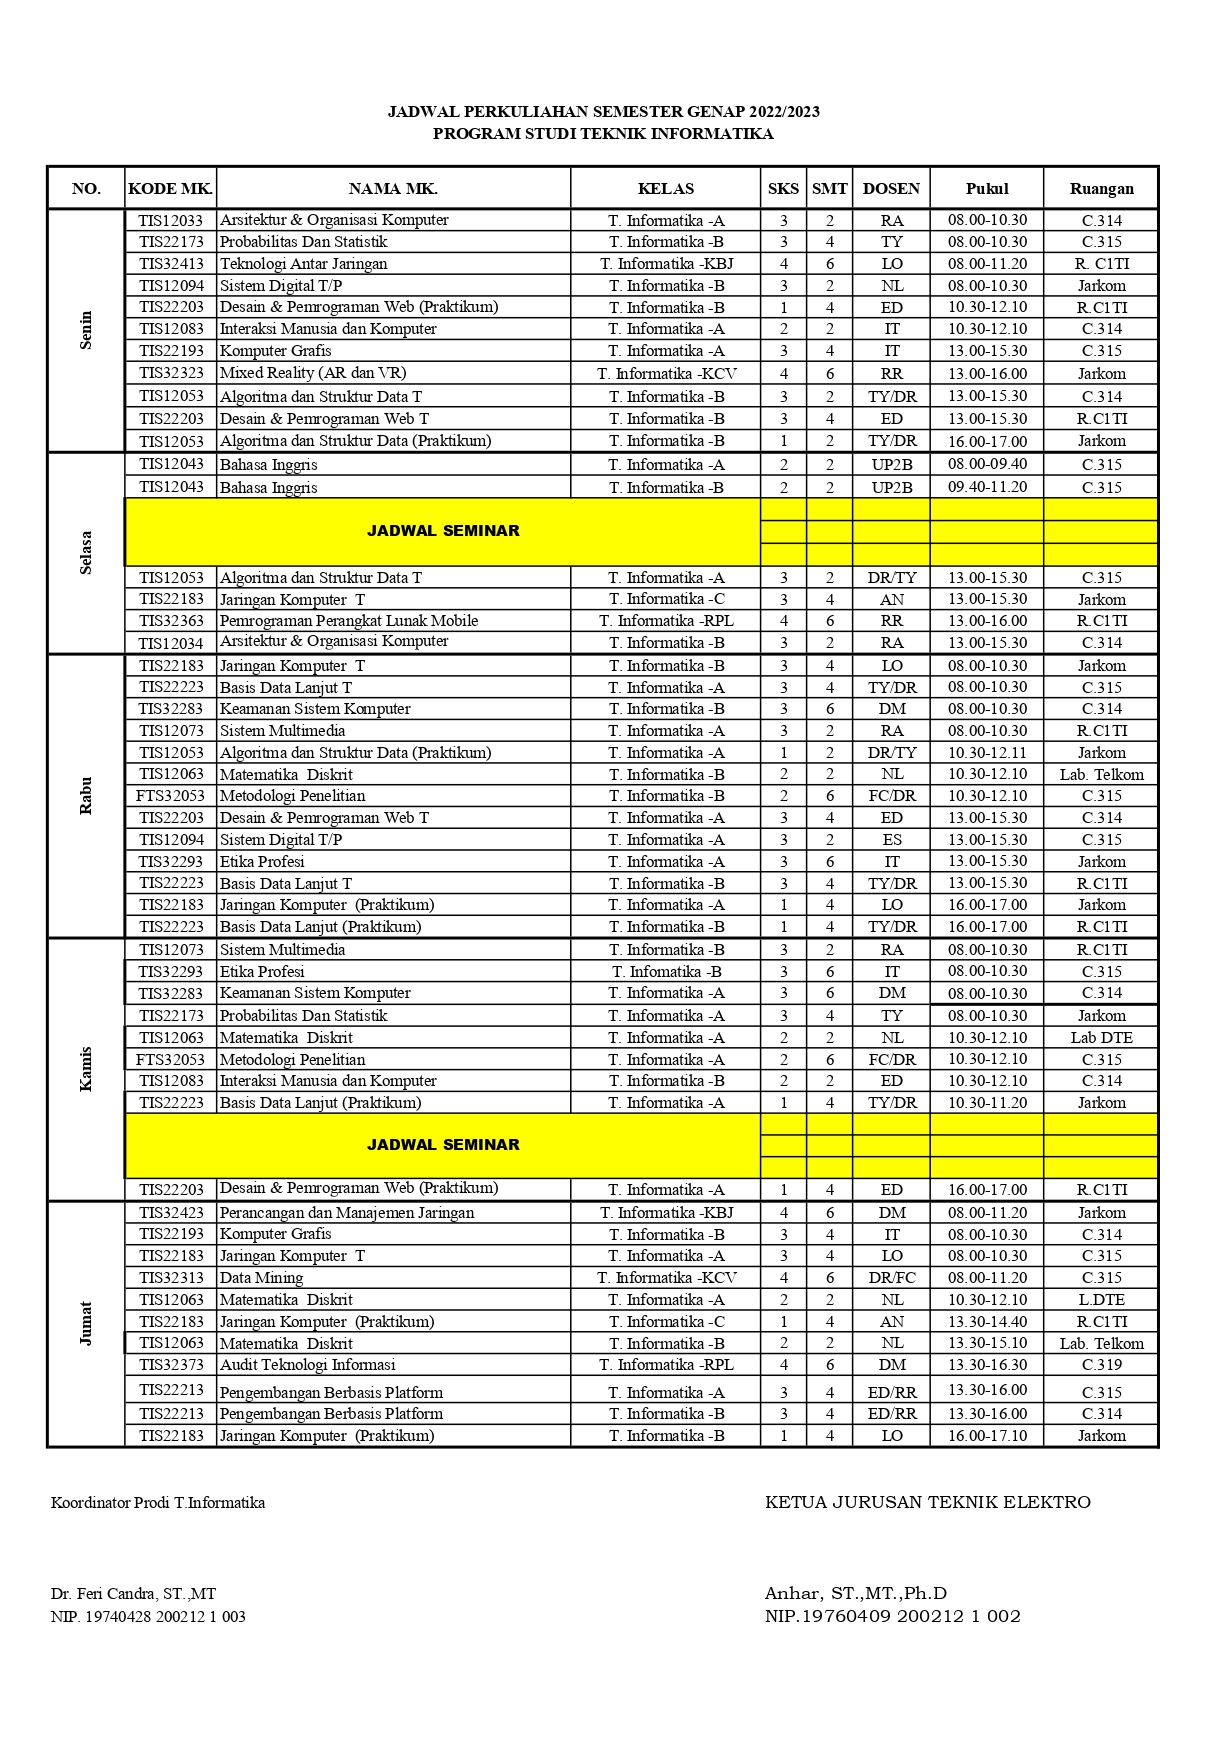 JADWAL PERKULIAHAN SEMESTER GENAP 2022/2023
PROGRAM STUDI TEKNIK INFORMATIKA
NO. KODE MK. NAMA MK. KELAS SKS SMT DOSEN Pukul Ruangan
Senin
TIS12033 Arsitektur & Organisasi Komputer T. Informatika -A 3 2 RA 08.00-10.30 C.314
TIS22173 Probabilitas Dan Statistik T. Informatika -B 3 4 TY 08.00-10.30 C.315
TIS32413 Teknologi Antar Jaringan T. Informatika -KBJ 4 6 LO 08.00-11.20 R. C1TI
TIS12094 Sistem Digital T/P T. Informatika -B 3 2 NL 08.00-10.30 Jarkom
TIS22203 Desain & Pemrograman Web (Praktikum) T. Informatika -B 1 4 ED 10.30-12.10 R.C1TI
TIS12083 Interaksi Manusia dan Komputer T. Informatika -A 2 2 IT 10.30-12.10 C.314
TIS22193 Komputer Grafis T. Informatika -A 3 4 IT 13.00-15.30 C.315
TIS32323 Mixed Reality (AR dan VR) T. Informatika -KCV 4 6 RR 13.00-16.00 Jarkom
TIS12053 Algoritma dan Struktur Data T T. Informatika -B 3 2 TY/DR 13.00-15.30 C.314
TIS22203 Desain & Pemrograman Web T T. Informatika -B 3 4 ED 13.00-15.30 R.C1TI
TIS12053 Algoritma dan Struktur Data (Praktikum) T. Informatika -B 1 2 TY/DR 16.00-17.00 Jarkom
Selasa
TIS12043 Bahasa Inggris T. Informatika -A 2 2 UP2B 08.00-09.40 C.315
TIS12043 Bahasa Inggris T. Informatika -B 2 2 UP2B 09.40-11.20 C.315
JADWAL SEMINAR
TIS12053 Algoritma dan Struktur Data T T. Informatika -A 3 2 DR/TY 13.00-15.30 C.315
TIS22183 Jaringan Komputer T T. Informatika -C 3 4 AN 13.00-15.30 Jarkom
TIS32363 Pemrograman Perangkat Lunak Mobile T. Informatika -RPL 4 6 RR 13.00-16.00 R.C1TI
TIS12034 Arsitektur & Organisasi Komputer T. Informatika -B 3 2 RA 13.00-15.30 C.314
Rabu
TIS22183 Jaringan Komputer T T. Informatika -B 3 4 LO 08.00-10.30 Jarkom
TIS22223 Basis Data Lanjut T T. Informatika -A 3 4 TY/DR 08.00-10.30 C.315
TIS32283 Keamanan Sistem Komputer T. Informatika -B 3 6 DM 08.00-10.30 C.314
TIS12073 Sistem Multimedia T. Informatika -A 3 2 RA 08.00-10.30 R.C1TI
TIS12053 Algoritma dan Struktur Data (Praktikum) T. Informatika -A 1 2 DR/TY 10.30-12.11 Jarkom
TIS12063 Matematika Diskrit T. Informatika -B 2 2 NL 10.30-12.10 Lab. Telkom
FTS32053 Metodologi Penelitian T. Informatika -B 2 6 FC/DR 10.30-12.10 C.315
TIS22203 Desain & Pemrograman Web T T. Informatika -A 3 4 ED 13.00-15.30 C.314
TIS12094 Sistem Digital T/P T. Informatika -A 3 2 ES 13.00-15.30 C.315
TIS32293 Etika Profesi T. Informatika -A 3 6 IT 13.00-15.30 Jarkom
TIS22223 Basis Data Lanjut T T. Informatika -B 3 4 TY/DR 13.00-15.30 R.C1TI
TIS22183 Jaringan Komputer (Praktikum) T. Informatika -A 1 4 LO 16.00-17.00 Jarkom
TIS22223 Basis Data Lanjut (Praktikum) T. Informatika -B 1 4 TY/DR 16.00-17.00 R.C1TI
Kamis
TIS12073 Sistem Multimedia T. Informatika -B 3 2 RA 08.00-10.30 R.C1TI
TIS32293 Etika Profesi T. Infomatika -B 3 6 IT 08.00-10.30 C.315
TIS32283 Keamanan Sistem Komputer T. Informatika -A 3 6 DM 08.00-10.30 C.314
TIS22173 Probabilitas Dan Statistik T. Informatika -A 3 4 TY 08.00-10.30 Jarkom
TIS12063 Matematika Diskrit T. Informatika -A 2 2 NL 10.30-12.10 Lab DTE
FTS32053 Metodologi Penelitian T. Informatika -A 2 6 FC/DR 10.30-12.10 C.315
TIS12083 Interaksi Manusia dan Komputer T. Informatika -B 2 2 ED 10.30-12.10 C.314
TIS22223 Basis Data Lanjut (Praktikum) T. Informatika -A 1 4 TY/DR 10.30-11.20 Jarkom
JADWAL SEMINAR
TIS22203 Desain & Pemrograman Web (Praktikum) T. Informatika -A 1 4 ED 16.00-17.00 R.C1TI
Jumat
TIS32423 Perancangan dan Manajemen Jaringan T. Informatika -KBJ 4 6 DM 08.00-11.20 Jarkom
TIS22193 Komputer Grafis T. Informatika -B 3 4 IT 08.00-10.30 C.314
TIS22183 Jaringan Komputer T T. Informatika -A 3 4 LO 08.00-10.30 C.315
TIS32313 Data Mining T. Informatika -KCV 4 6 DR/FC 08.00-11.20 C.315
TIS12063 Matematika Diskrit T. Informatika -A 2 2 NL 10.30-12.10 L.DTE
TIS22183 Jaringan Komputer (Praktikum) T. Informatika -C 1 4 AN 13.30-14.40 R.C1TI
TIS12063 Matematika Diskrit T. Informatika -B 2 2 NL 13.30-15.10 Lab. Telkom
TIS32373 Audit Teknologi Informasi T. Informatika -RPL 4 6 DM 13.30-16.30 C.319
TIS22213 Pengembangan Berbasis Platform T. Informatika -A 3 4 ED/RR 13.30-16.00 C.315
TIS22213 Pengembangan Berbasis Platform T. Informatika -B 3 4 ED/RR 13.30-16.00 C.314
TIS22183 Jaringan Komputer (Praktikum) T. Informatika -B 1 4 LO 16.00-17.10 Jarkom
Koordinator Prodi T.Informatika KETUA JURUSAN TEKNIK ELEKTRO
Dr. Feri Candra, ST.,MT Anhar, ST.,MT.,Ph.D
NIP. 19740428 200212 1 003 NIP.19760409 200212 1 002